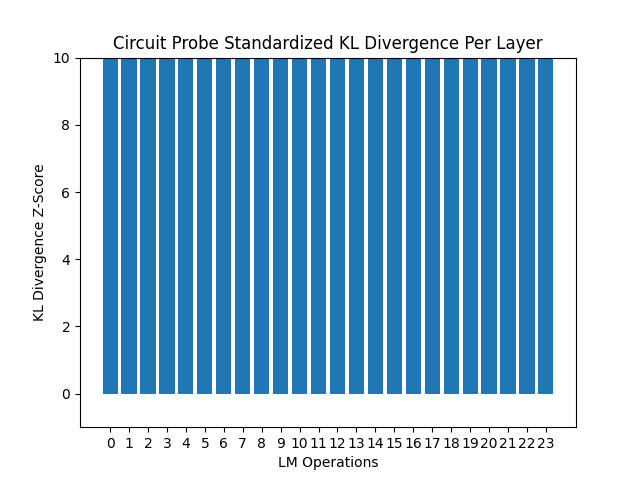 Circuit Probe Standardized KL Divergence Per Layer
10
8
6
4
2
0
KL Divergence Z-Score
0 1 2 3 4 5 6 7 8 9 10 11 12 13 14 15 16 17 18 19 20 21 22 23
LM Operations